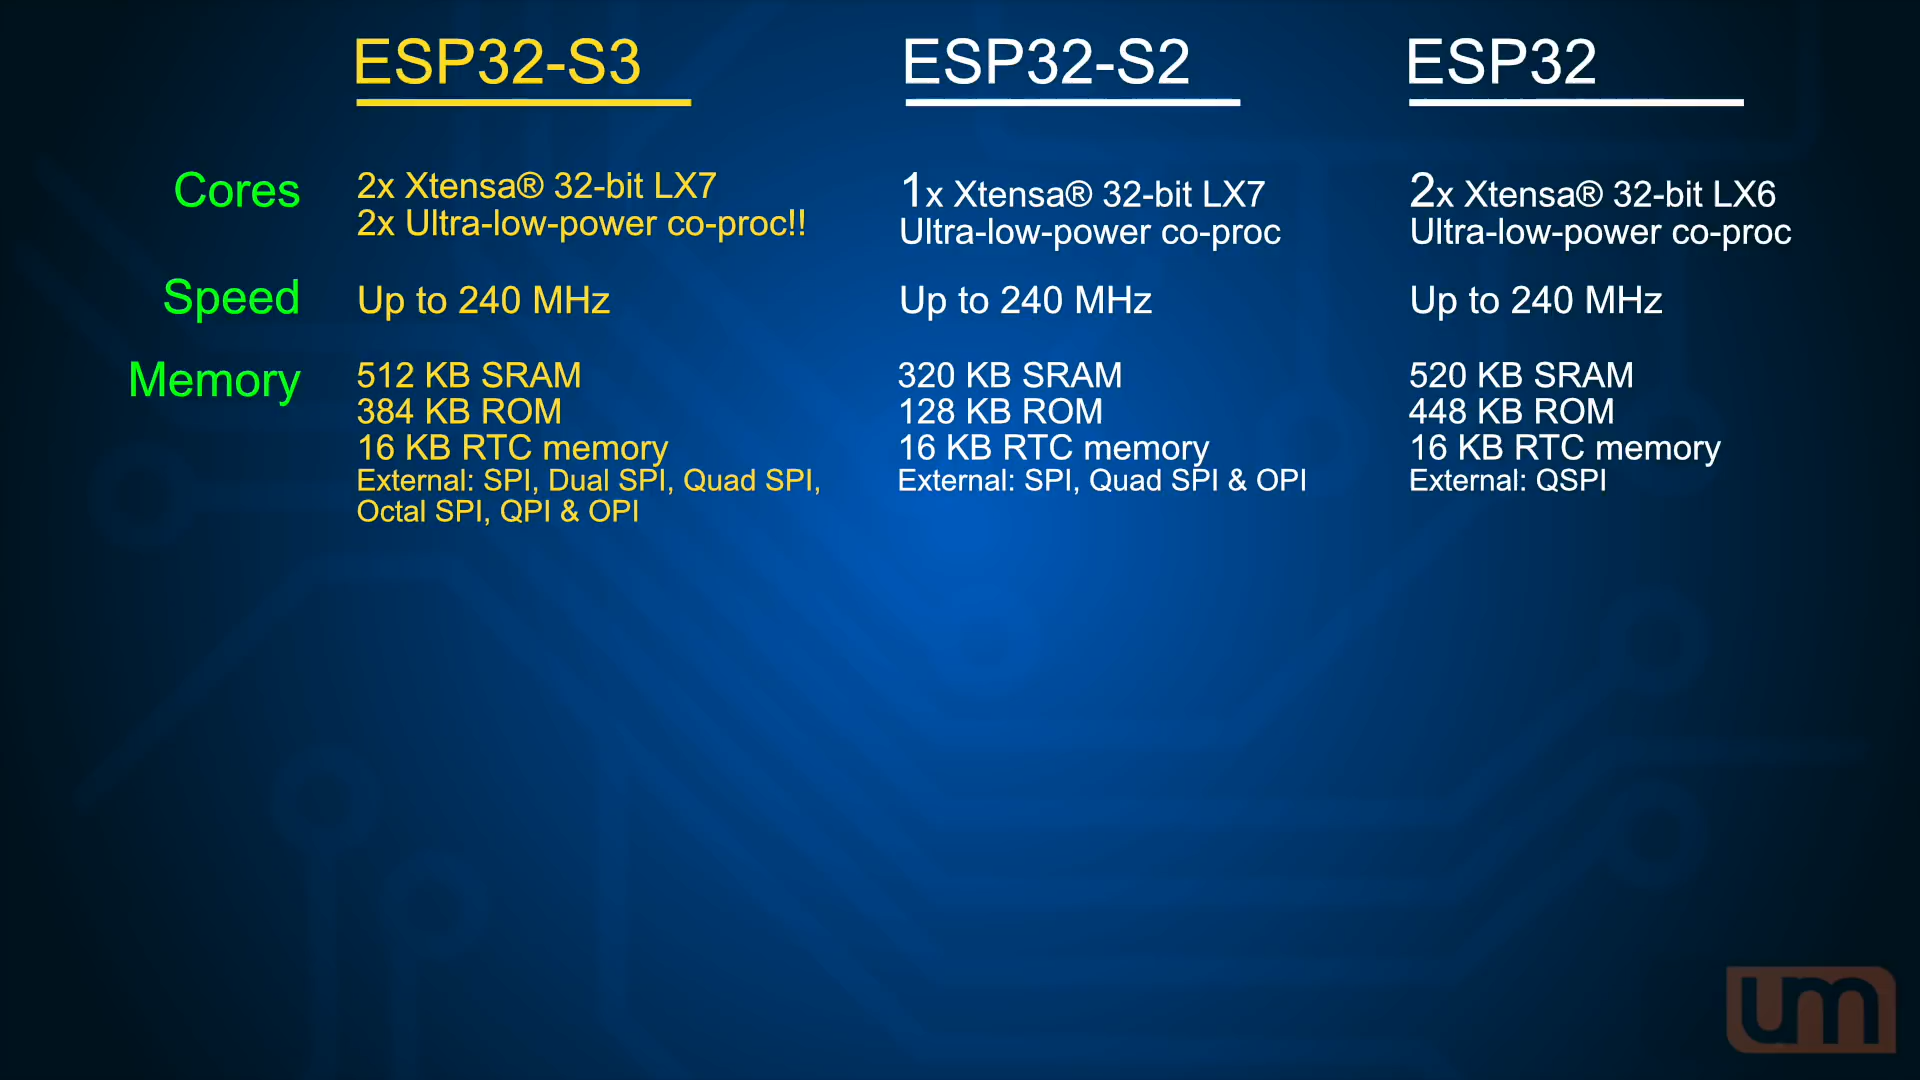 ESP32-S3 ESP32-S2 ESP32
Cores
2x Xtensa® 32-bit LX7
2x Ultra-low-power co-proc!!
1x Xtensa® 32-bit LX7
Ultra-low-power co-proc
2x Xtensa® 32-bit LX6
Ultra-low-power co-proc
Speed
Up to 240 MHz
Up to 240 MHz
Up to 240 MHz
Memory
512 KB SRAM
384 KB ROM
16 KB RTC memory
External: SPI, Dual SPI, Quad SPI,
Octal SPI, QPI & OPI
320 KB SRAM
128 KB ROM
16 KB RTC memory
External: SPI, Quad SPI & OPI
520 KB SRAM
448 KB ROM
16 KB RTC memory
External: QSPI
um